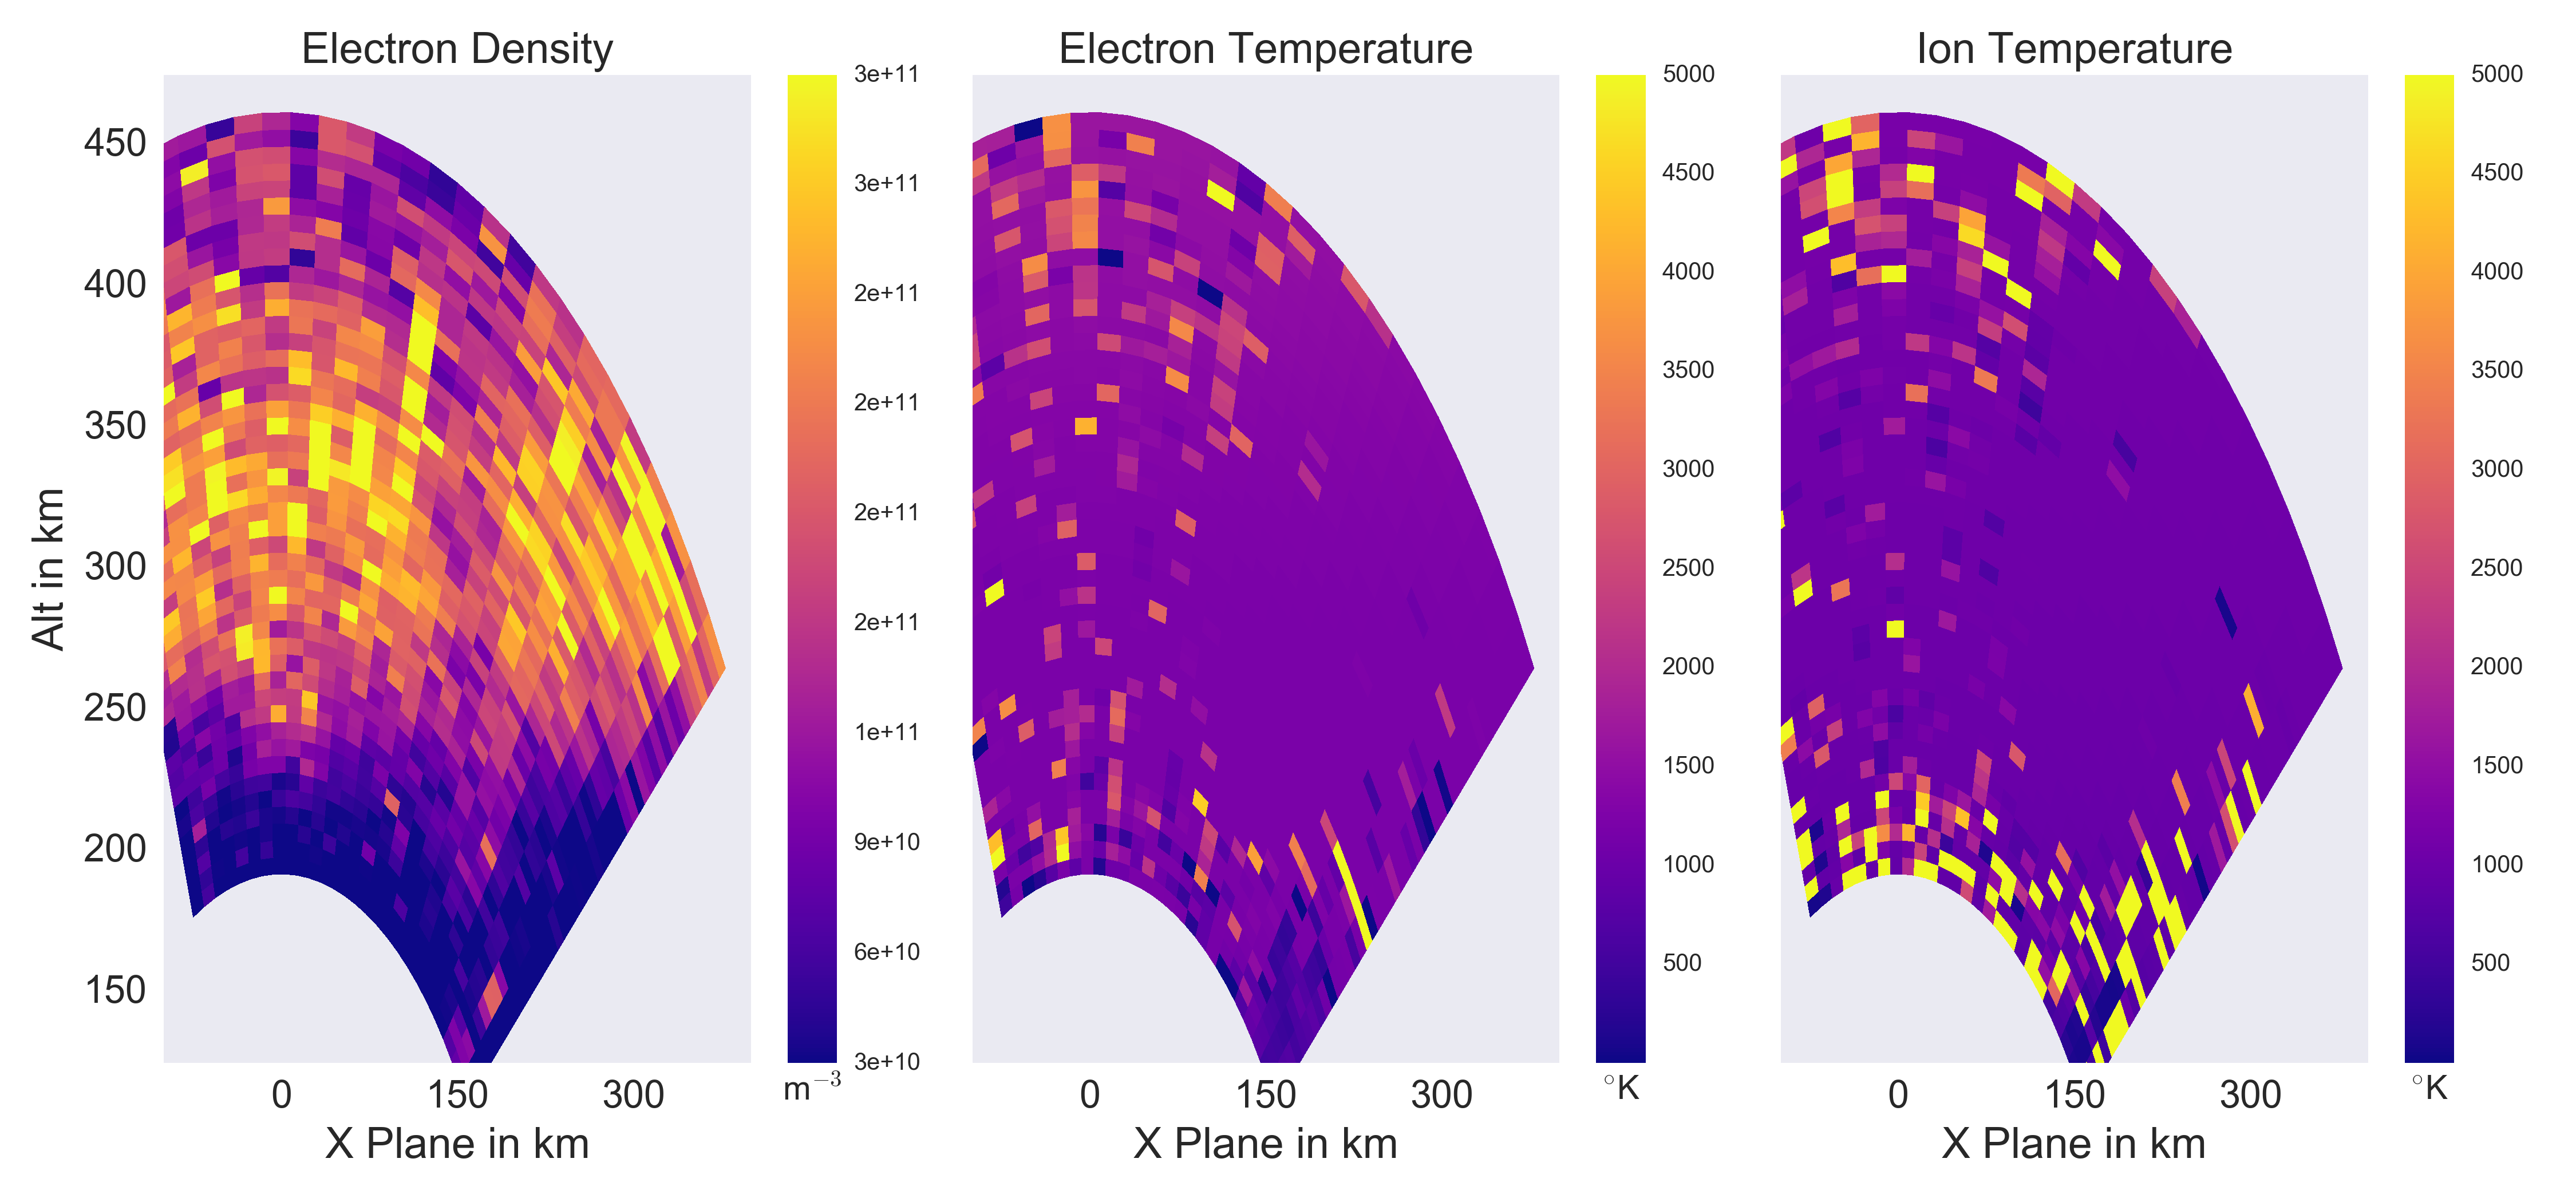 Electron Density
Electron Temperature
Ion Temperature
450
400
350
300
250
200
150
Alt in km
0 150 300
X Plane in km
3e+11
3e+11
2e+11
2e+11
2e+11
2e+11
1e+11
9e+10
6e+10
3e+10
m⁻³
0 150 300
X Plane in km
5000
4500
4000
3500
3000
2500
2000
1500
1000
500
°K
0 150 300
X Plane in km
5000
4500
4000
3500
3000
2500
2000
1500
1000
500
°K